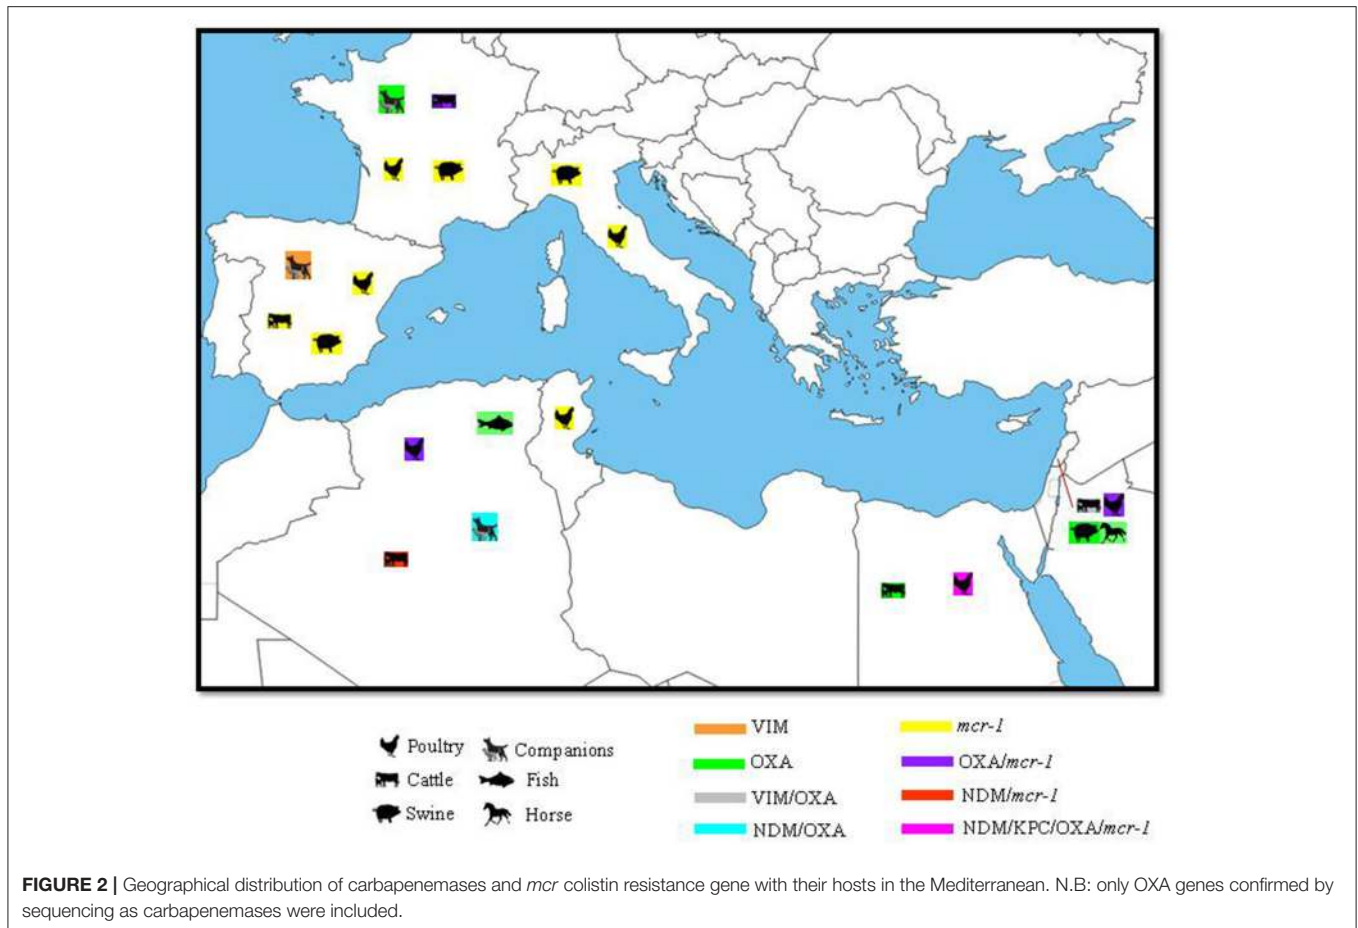 Poultry
Companions
Cattle
Fish
Swine
Horse
VIM
mcr-1
OXA
OXA/mcr-1
VIM/OXA
NDM/mcr-1
NDM/OXA
NDM/KPC/OXA/mcr-1
FIGURE 2 | Geographical distribution of carbapenemases and mcr colistin resistance gene with their hosts in the Mediterranean. N.B: only OXA genes confirmed by
sequencing as carbapenemases were included.